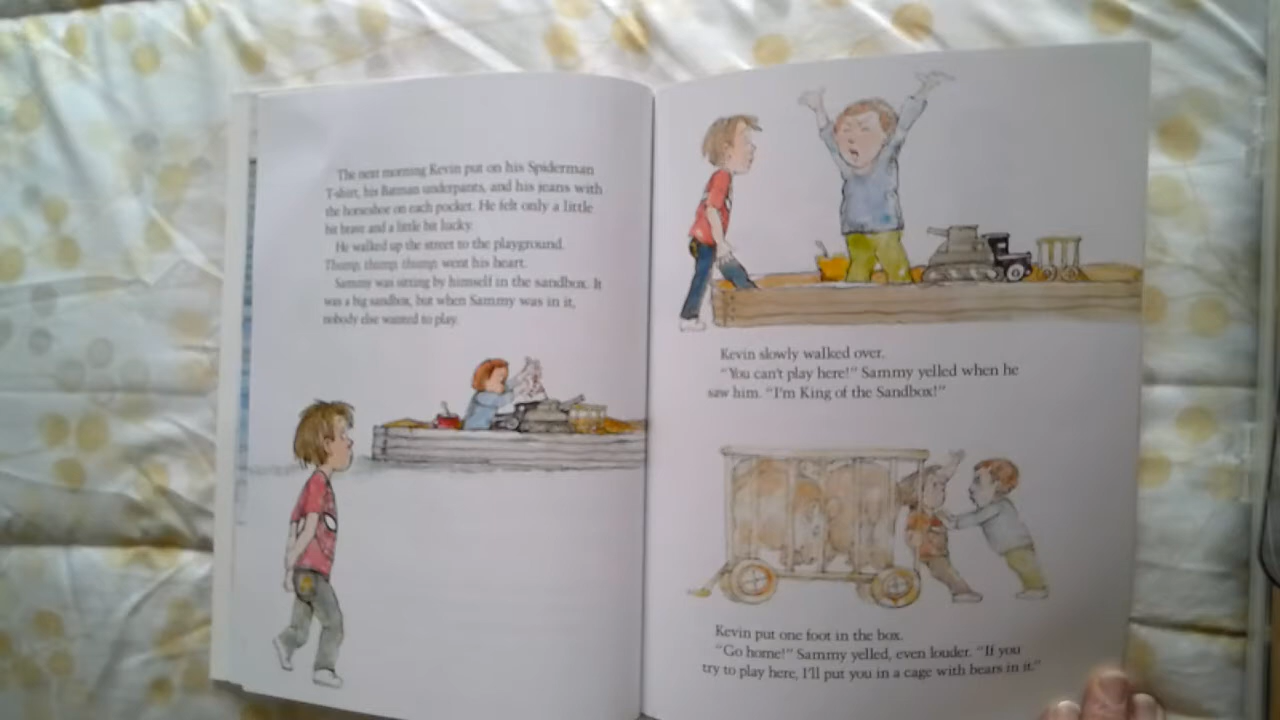 The next morning Kevin put on his Spiderman
T-shirt, his Batman underpants, and his jeans with
the horseshoe on each pocket. He felt only a little
bit brave and a little bit lucky.
He walked up the street to the playground.
Thump, thump, thump, went his heart.
Sammy was sitting by himself in the sandbox. It
was a big sandbox, but when Sammy was in it,
nobody else wanted to play.
Kevin slowly walked over.
"You can't play here!" Sammy yelled when he
saw him. "I'm King of the Sandbox!"
Kevin put one foot in the box.
"Go home!" Sammy yelled, even louder. "If you
try to play here, I'll put you in a cage with bears in it."